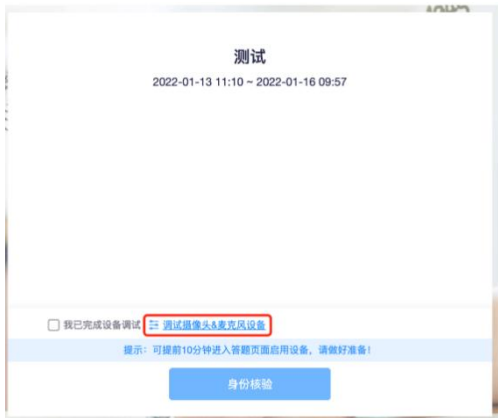 测试
2022-01-13 11:10 ~ 2022-01-16 09:57
我已完成设备调试 调试摄像头&麦克风设备
提示：可提前10分钟进入答题页面启用设备，请做好准备！
身份核验